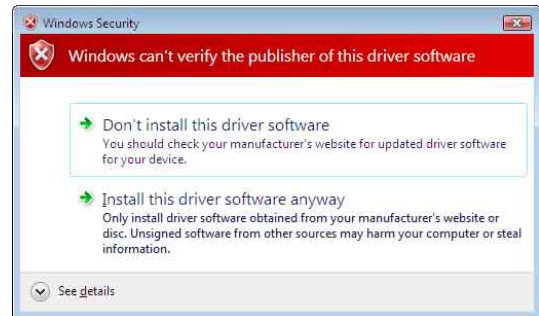 Windows Security
Windows can't verify the publisher of this driver software
Don't install this driver software
You should check your manufacturer's website for updated driver software
for your device.
Install this driver software anyway
Only install driver software obtained from your manufacturer's website or
disc. Unsigned software from other sources may harm your computer or steal
information.
See details